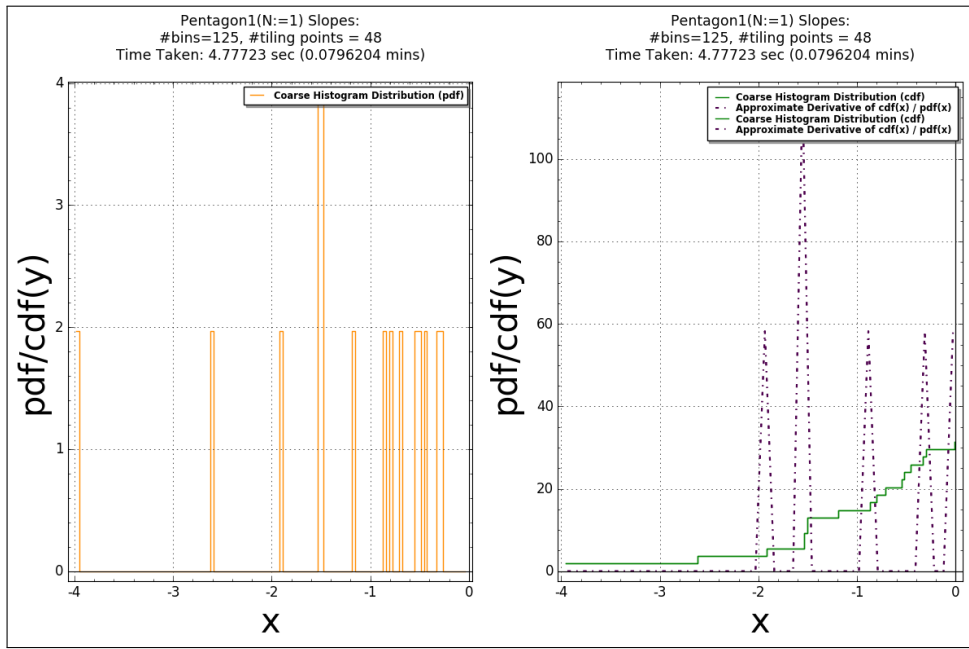 Pentagon1(N:=1) Slopes:
#bins=125, #tiling points = 48
Time Taken: 4.77723 sec (0.0796204 mins)
Coarse Histogram Distribution (pdf)
4
3
2
1
0
pdf/cdf(y)
-4
-3
-2
-1
0
x
Pentagon1(N:=1) Slopes:
#bins=125, #tiling points = 48
Time Taken: 4.77723 sec (0.0796204 mins)
Coarse Histogram Distribution (cdf)
Approximate Derivative of cdf(x) / pdf(x)
Coarse Histogram Distribution (cdf)
Approximate Derivative of cdf(x) / pdf(x)
100
80
60
40
20
0
pdf/cdf(y)
-4
-3
-2
-1
0
x